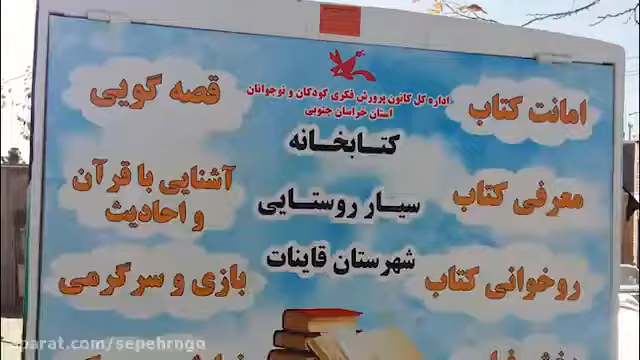 اداره کل کانون پرورش فکری کودکان و نوجوانان
استان خراسان جنوبی
امانت کتاب
کتابخانه
قصه گویی
معرفی کتاب
سیار روستایی
آشنایی با قرآن
و احادیث
روخوانی کتاب
شهرستان قاینات
بازی و سرگرمی
aparat.com/sepehrngo